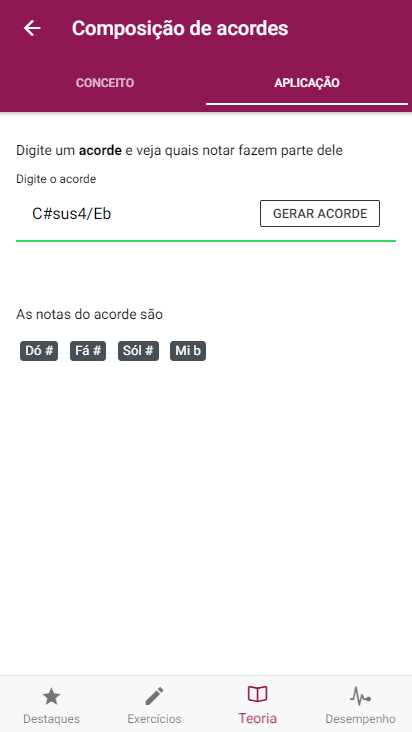 Composição de acordes
CONCEITO
APLICAÇÃO
Digite um acorde e veja quais notar fazem parte dele
Digite o acorde
C#sus4/Eb
GERAR ACORDE
As notas do acorde são
Dó # Fá # Sól # Mi b
Destaques
Exercícios
Teoria
Desempenho